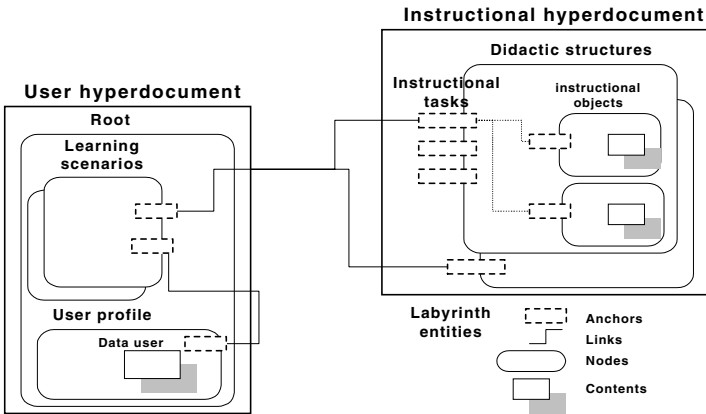 Instructional hyperdocument
Didactic structures
Instructional
tasks
instructional
objects
User hyperdocument
Root
Learning
scenarios
User profile
Data user
Labyrinth
entities
Anchors
Links
Nodes
Contents